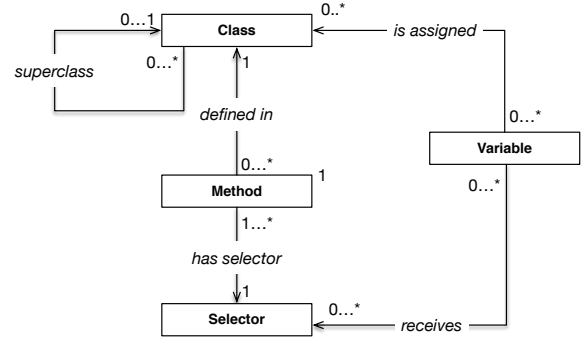 0…1
Class
0..*
is assigned
superclass
0…*
1
defined in
0…*
Variable
0…*
1
Method
0…*
1…*
has selector
1
0…*
Selector
receives